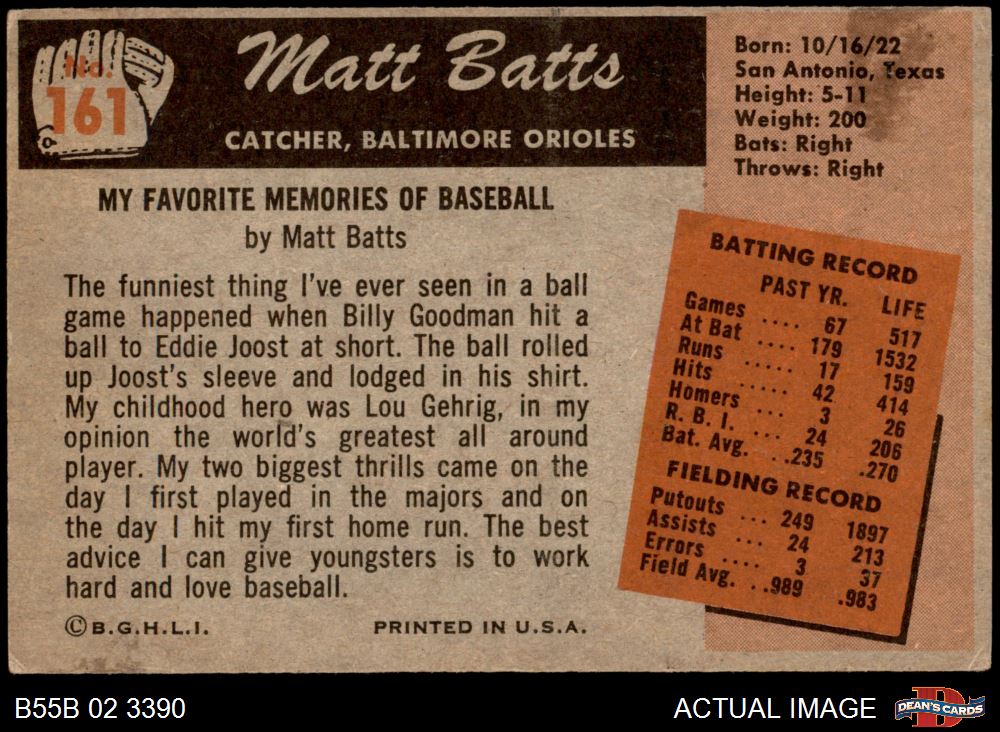 No.
161
Matt Batts
CATCHER, BALTIMORE ORIOLES
Born: 10/16/22
San Antonio, Texas
Height: 5-11
Weight: 200
Bats: Right
Throws: Right
MY FAVORITE MEMORIES OF BASEBALL
by Matt Batts
The funniest thing I've ever seen in a ball
game happened when Billy Goodman hit a
ball to Eddie Joost at short. The ball rolled
up Joost's sleeve and lodged in his shirt.
My childhood hero was Lou Gehrig, in my
opinion the world's greatest all around
player. My two biggest thrills came on the
day I first played in the majors and on
the day I hit my first home run. The best
advice I can give youngsters is to work
hard and love baseball.
© B.G.H.L.I. PRINTED IN U.S.A.
BATTING RECORD
PAST YR. LIFE
Games .... 67 517
At Bat .... 179 1532
Runs ..... 17 159
Hits ..... 42 414
Homers ... 3 26
R. B. I. ... 24 206
Bat. Avg. . .235 .270
FIELDING RECORD
Putouts ... 249 1897
Assists ... 24 213
Errors ... 3 37
Field Avg. . .989 .983
B55B 02 3390 ACTUAL IMAGE
D
DEAN'S CARDS